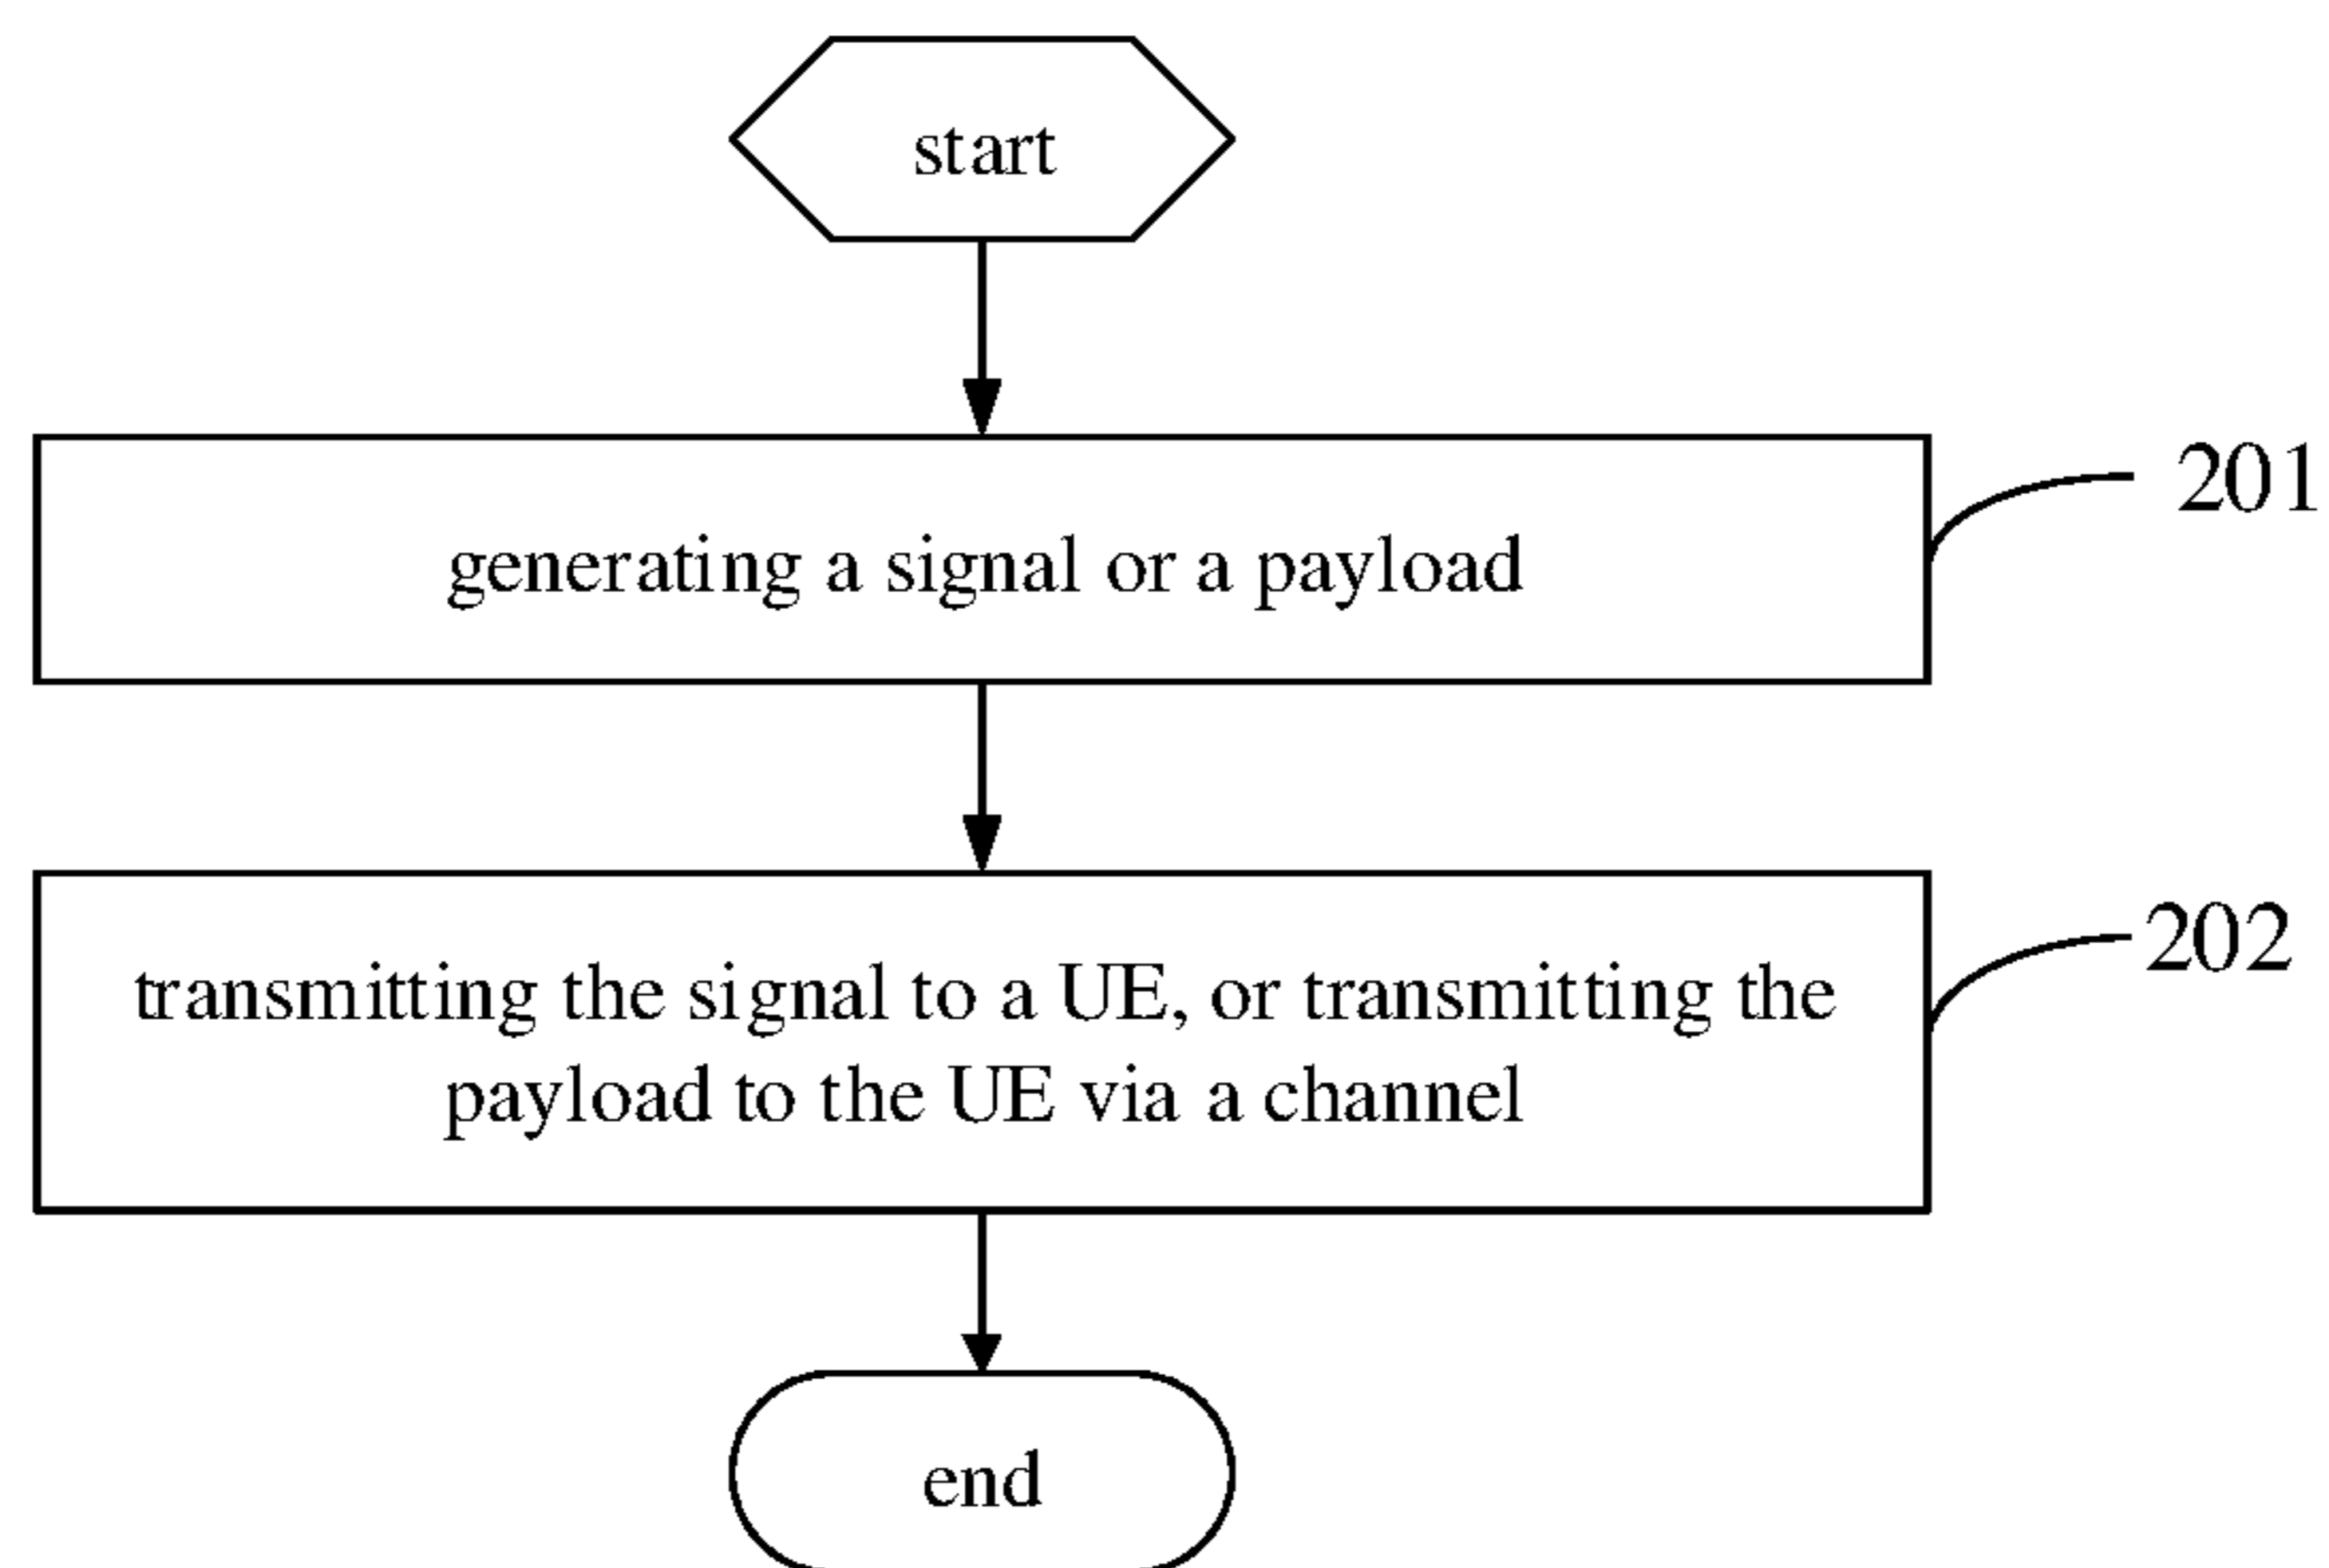 start
generating a signal or a payload
201
transmitting the signal to a UE, or transmitting the
payload to the UE via a channel
202
end